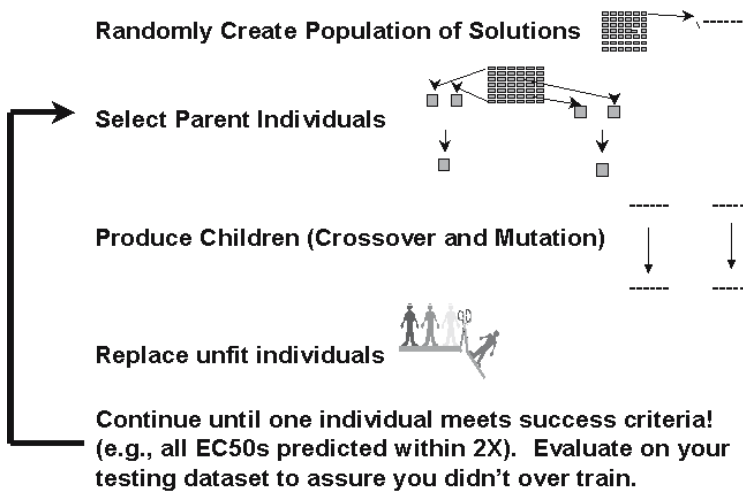 Randomly Create Population of Solutions
Select Parent Individuals
Produce Children (Crossover and Mutation)
Replace unfit individuals
Continue until one individual meets success criteria!
(e.g., all EC50s predicted within 2X).  Evaluate on your
testing dataset to assure you didn't over train.